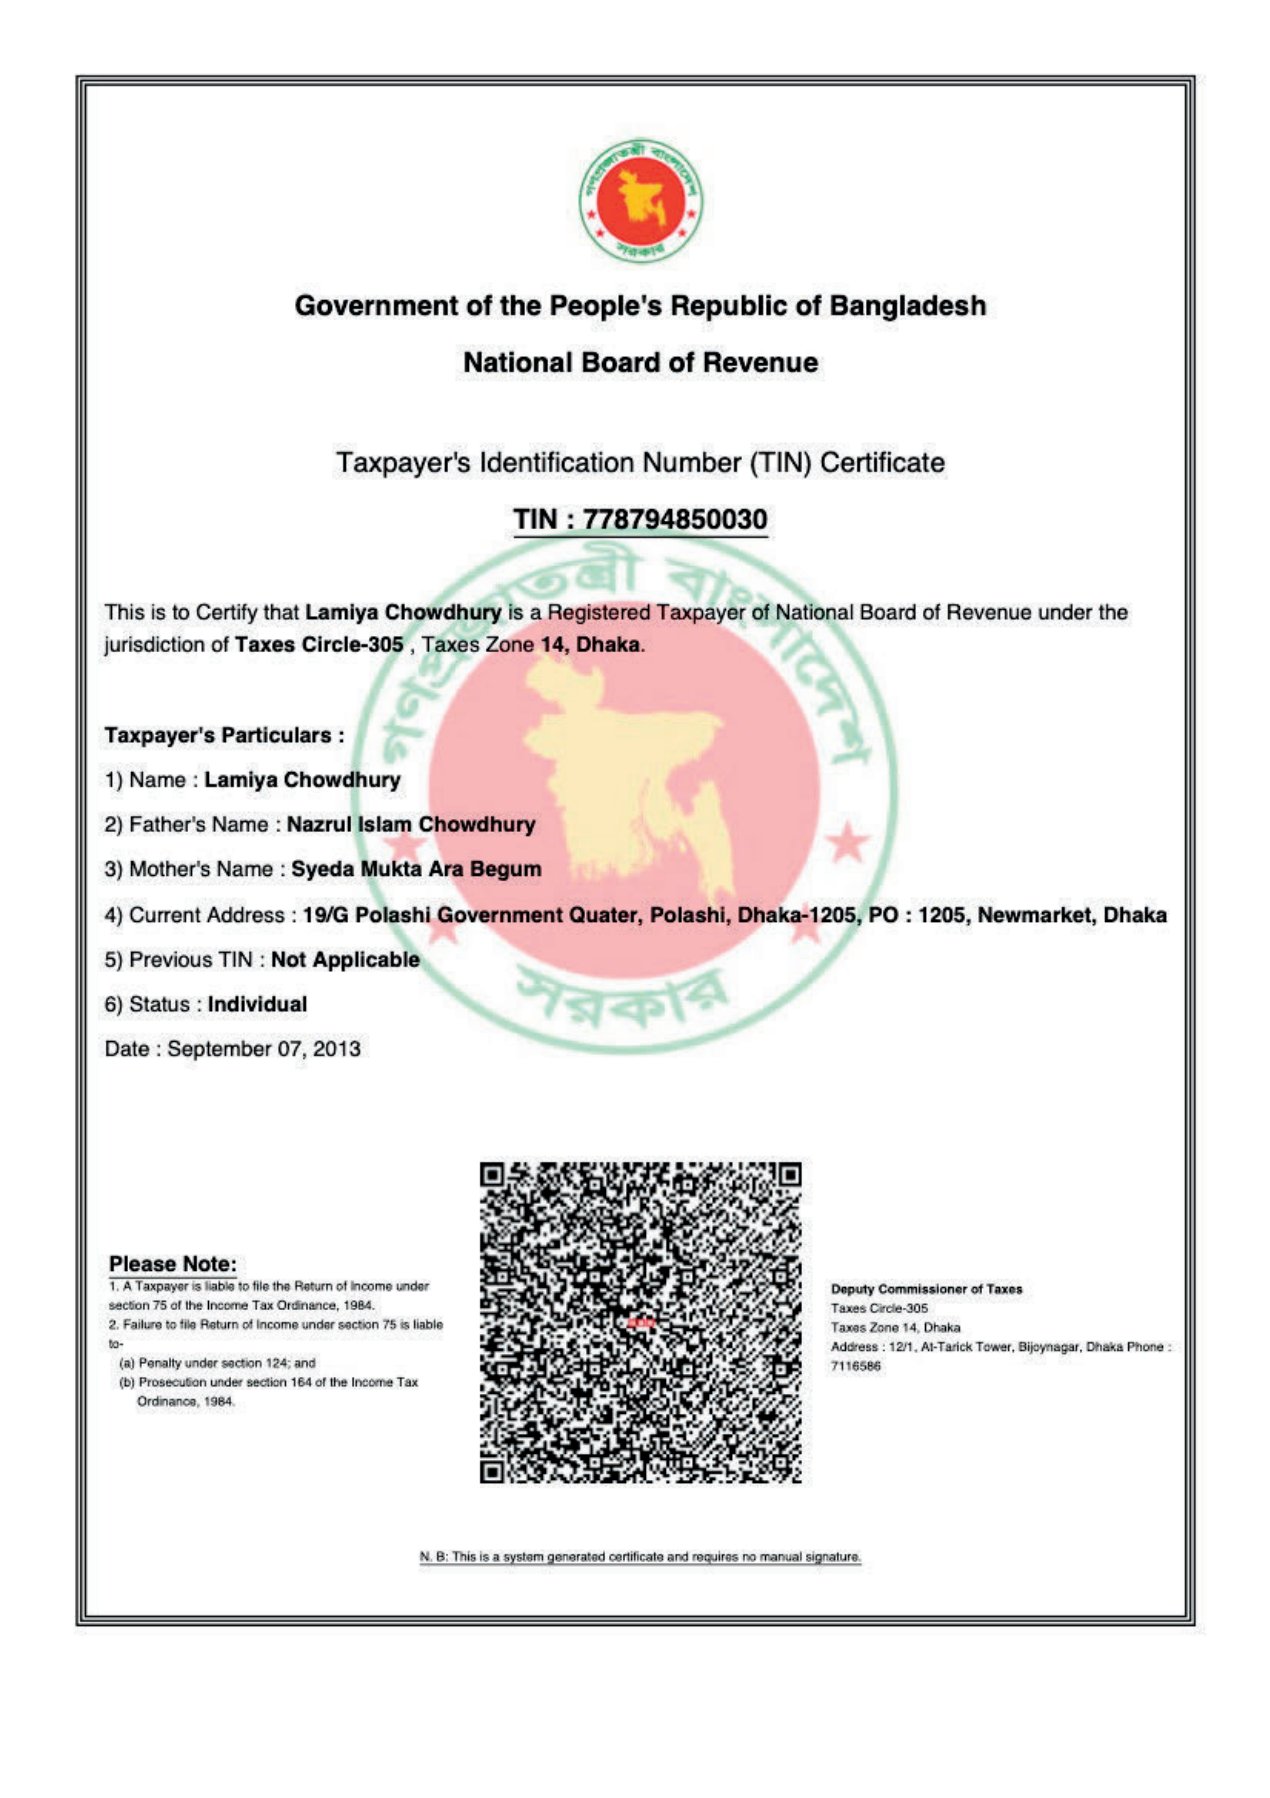 গণপ্রজাতন্ত্রী বাংলাদেশ
সরকার
Government of the People's Republic of Bangladesh
National Board of Revenue
Taxpayer's Identification Number (TIN) Certificate
TIN : 778794850030
গণপ্রজাতন্ত্রী বাংলাদেশ
This is to Certify that Lamiya Chowdhury is a Registered Taxpayer of National Board of Revenue under the
jurisdiction of Taxes Circle-305 , Taxes Zone 14, Dhaka.
Taxpayer's Particulars :
1) Name : Lamiya Chowdhury
2) Father's Name : Nazrul Islam Chowdhury
3) Mother's Name : Syeda Mukta Ara Begum
4) Current Address : 19/G Polashi Government Quater, Polashi, Dhaka-1205, PO : 1205, Newmarket, Dhaka
5) Previous TIN : Not Applicable
6) Status : Individual
সরকার
Date : September 07, 2013
Please Note:
1. A Taxpayer is liable to file the Return of Income under
section 75 of the Income Tax Ordinance, 1984.
2. Failure to file Return of Income under section 75 is liable
to-
(a) Penalty under section 124; and
(b) Prosecution under section 164 of the Income Tax
Ordinance, 1984.
Deputy Commissioner of Taxes
Taxes Circle-305
Taxes Zone 14, Dhaka
Address : 12/1, At-Tarick Tower, Bijoynagar, Dhaka Phone :
7116586
N. B: This is a system generated certificate and requires no manual signature.